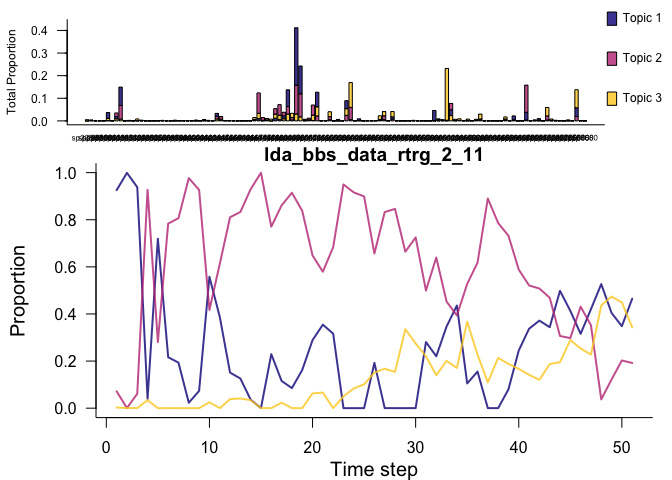 Total Proportion
0.4
0.3
0.2
0.1
0.0
Topic 1
Topic 2
Topic 3
lda_bbs_data_rtrg_2_11
Proportion
1.0
0.8
0.6
0.4
0.2
0.0
0 10 20 30 40 50
Time step